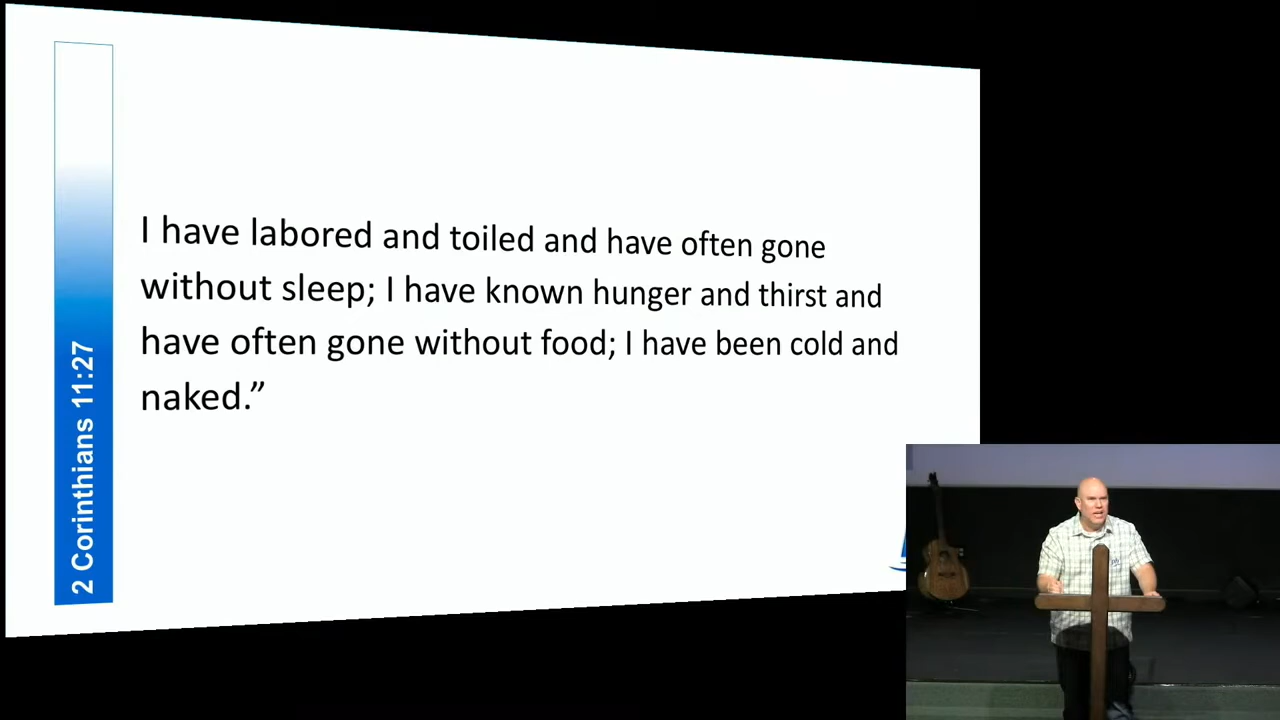 I have labored and toiled and have often gone
without sleep; I have known hunger and thirst and
have often gone without food; I have been cold and
naked.”
2 Corinthians 11:27